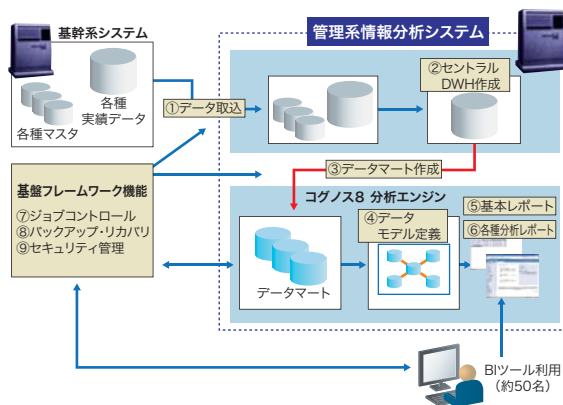 基幹系システム
各種マスタ
各種
実績データ
管理系情報分析システム
①データ取込
②セントラル
DWH作成
③データマート作成
基盤フレームワーク機能
⑦ジョブコントロール
⑧バックアップ・リカバリ
⑨セキュリティ管理
コグノス8 分析エンジン
データマート
④データ
モデル定義
⑤基本レポート
⑥各種分析レポート
BIツール利用
（約50名）